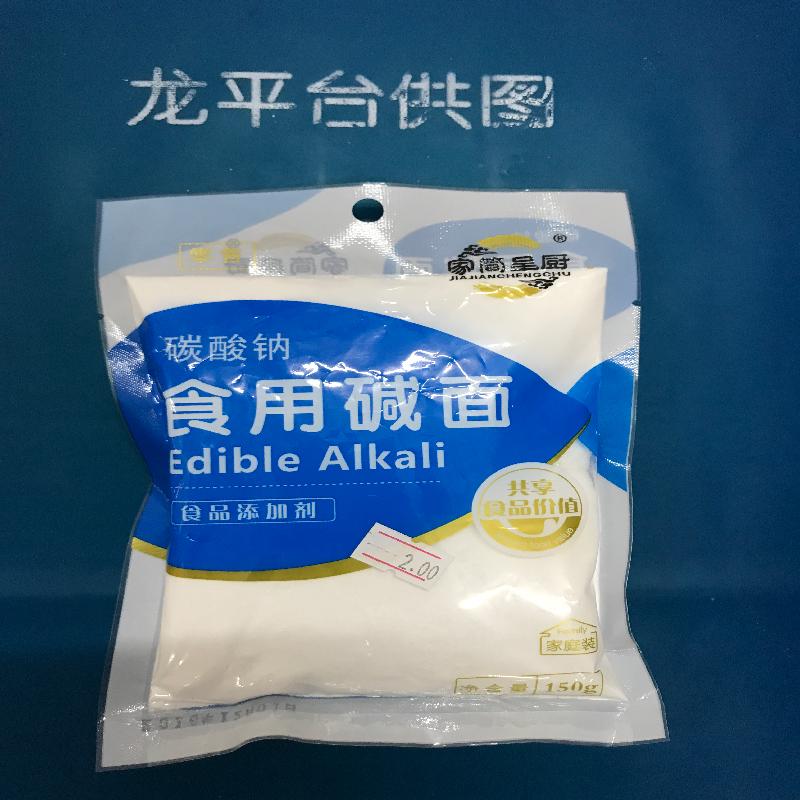 龙平台供图
家简呈厨®
JIAJIANCHENGCHU
碳酸钠
食用碱面
Edible Alkali
食品添加剂
共享
食品价值
2.00
Family
家庭装
净含量 150g